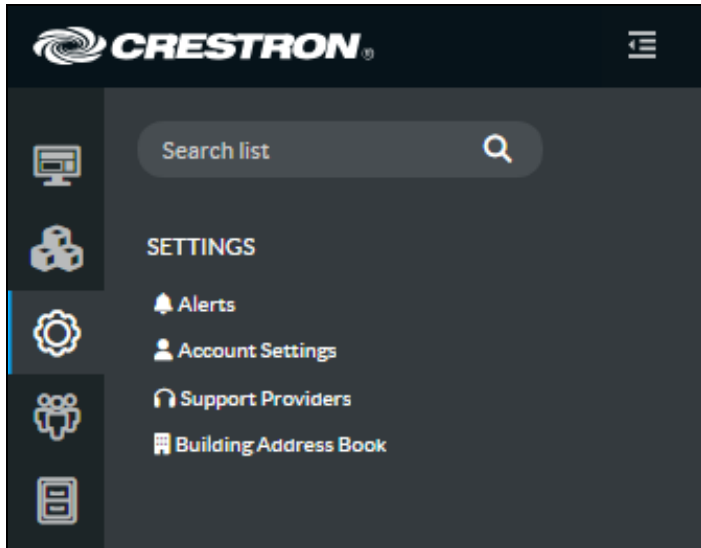 CRESTRON®
Search list
SETTINGS
Alerts
Account Settings
Support Providers
Building Address Book